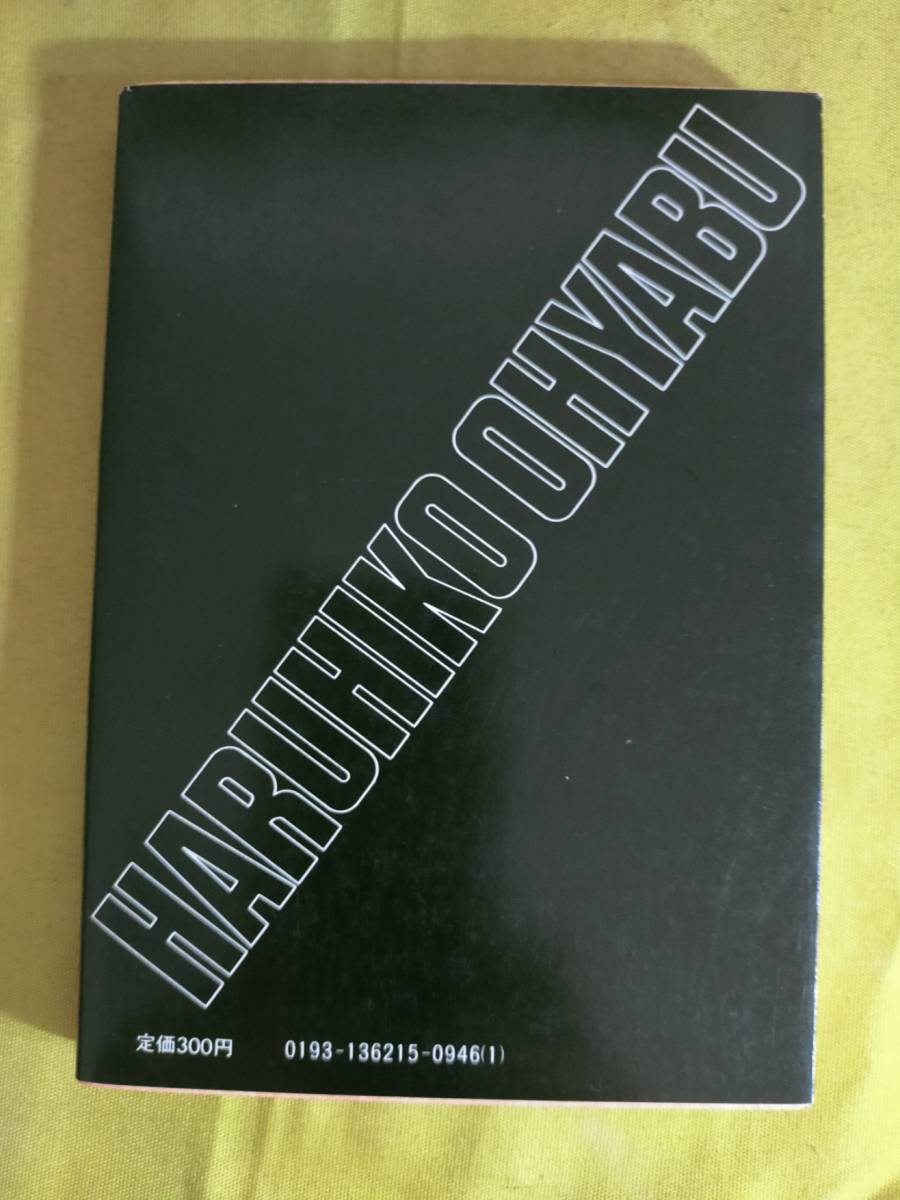 HARUHIKO OHYABU
定価300円 0193-136215-0946(1)